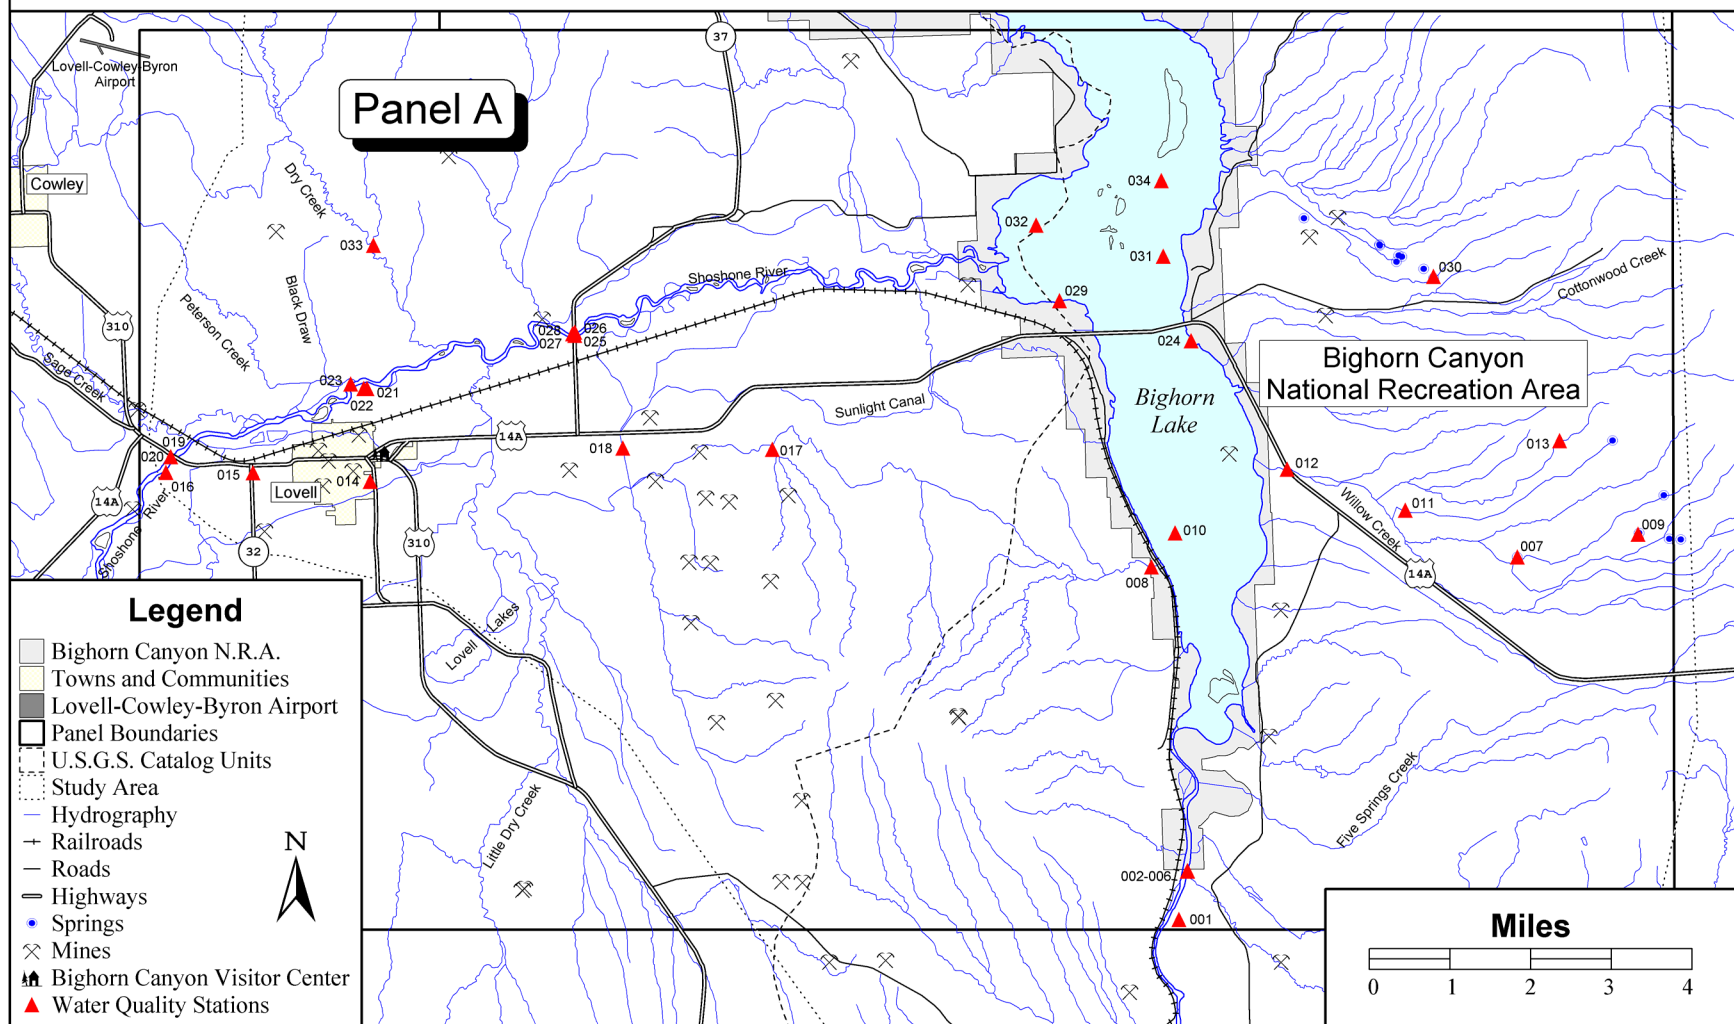 Lovell-Cowley-Byron
Airport
37
Panel A
Cowley
Dry Creek
033
034
032
031
030
Cottonwood Creek
Shoshone River
029
Black Draw
Peterson Creek
310
Sage Creek
028
026
027
025
024
Bighorn Canyon
National Recreation Area
023
021
022
Bighorn
Lake
Sunlight Canal
14A
019
020
018
017
013
012
016
015
014
Lovell
14A
Shoshone River
32
310
011
Willow Creek
009
010
007
008
14A
Lovell Lakes
Little Dry Creek
Five Springs Creek
002-006
001
Legend
Bighorn Canyon N.R.A.
Towns and Communities
Lovell-Cowley-Byron Airport
Panel Boundaries
U.S.G.S. Catalog Units
Study Area
Hydrography
Railroads
Roads
Highways
Springs
Mines
Bighorn Canyon Visitor Center
Water Quality Stations
N
Miles
0 1 2 3 4